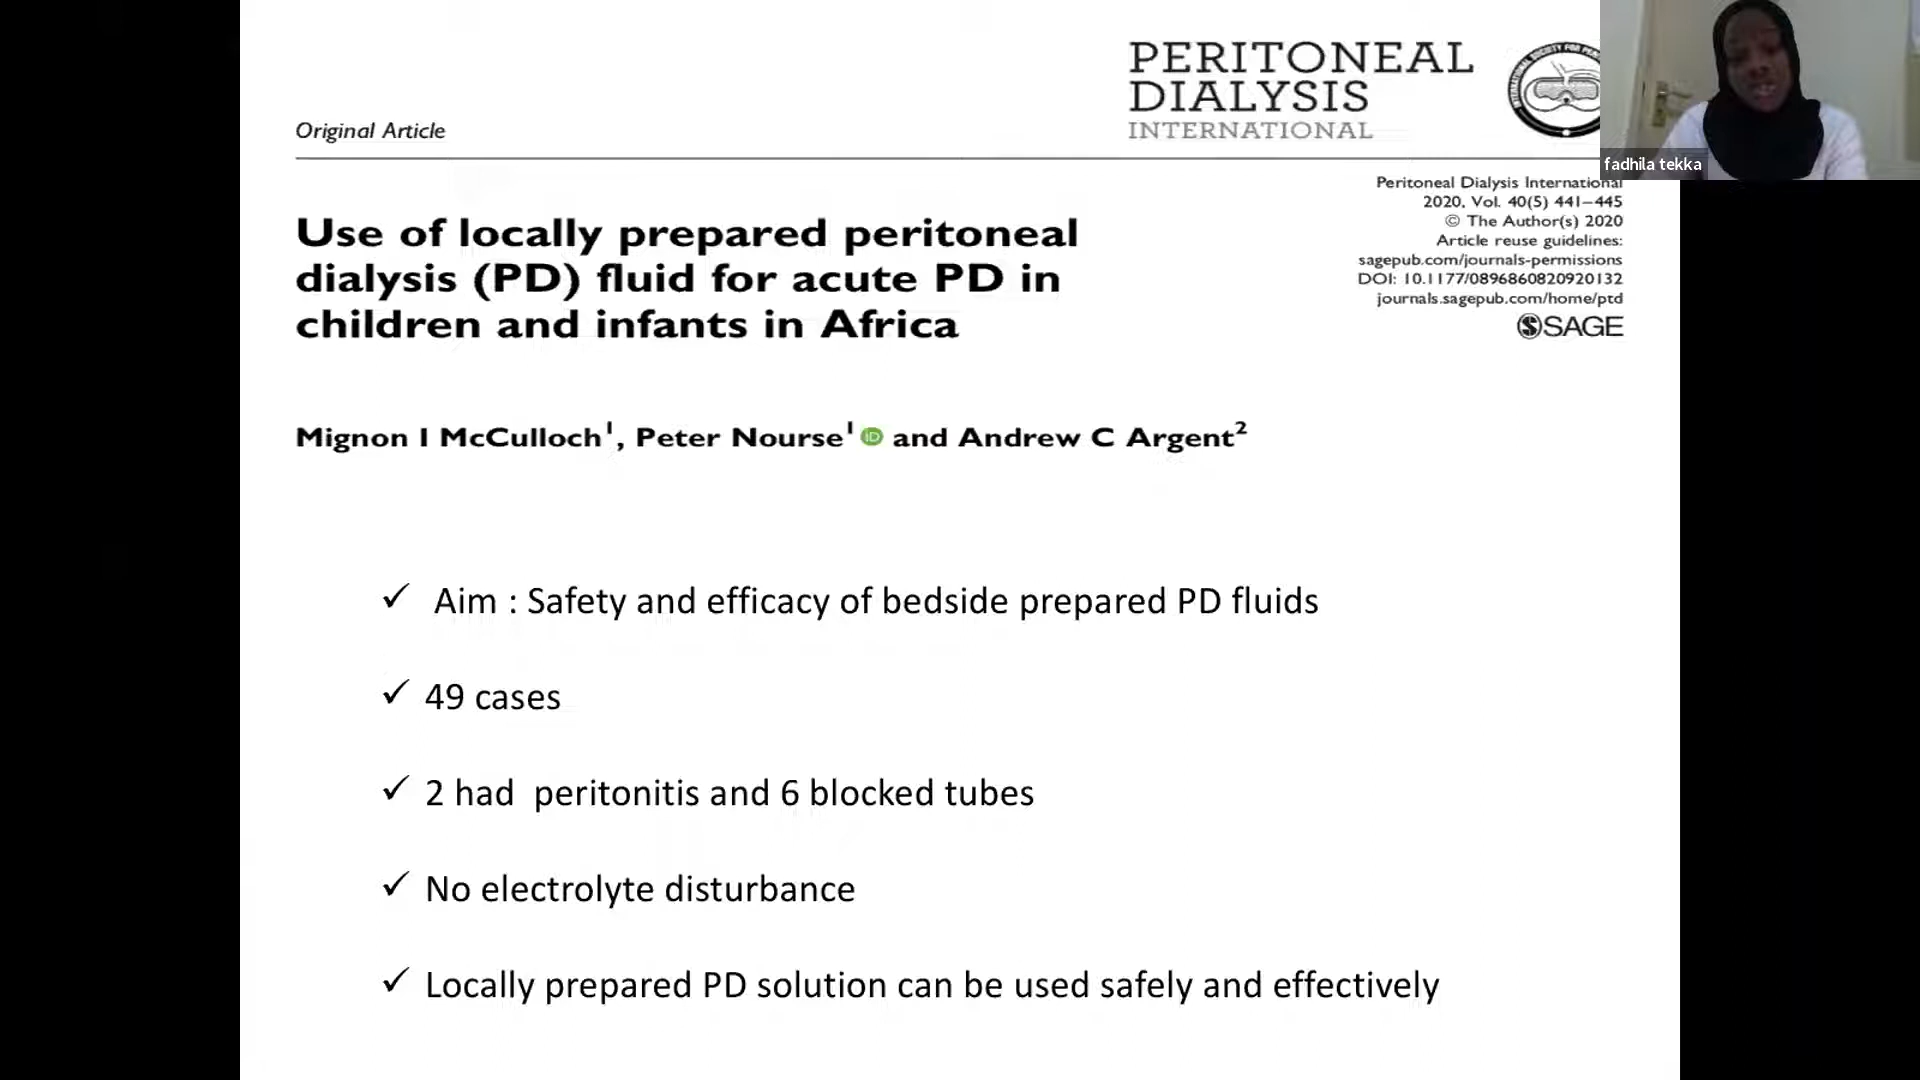 PERITONEAL
DIALYSIS
INTERNATIONAL
Original Article
fadhila tekka
Peritoneal Dialysis International
2020, Vol. 40(5) 441–445
© The Author(s) 2020
Article reuse guidelines:
sagepub.com/journals-permissions
DOI: 10.1177/0896860820920132
journals.sagepub.com/home/ptd
SAGE
Use of locally prepared peritoneal
dialysis (PD) fluid for acute PD in
children and infants in Africa
Mignon I McCulloch¹, Peter Nourse¹ iD and Andrew C Argent²
✓ Aim : Safety and efficacy of bedside prepared PD fluids
✓ 49 cases
✓ 2 had peritonitis and 6 blocked tubes
✓ No electrolyte disturbance
✓ Locally prepared PD solution can be used safely and effectively